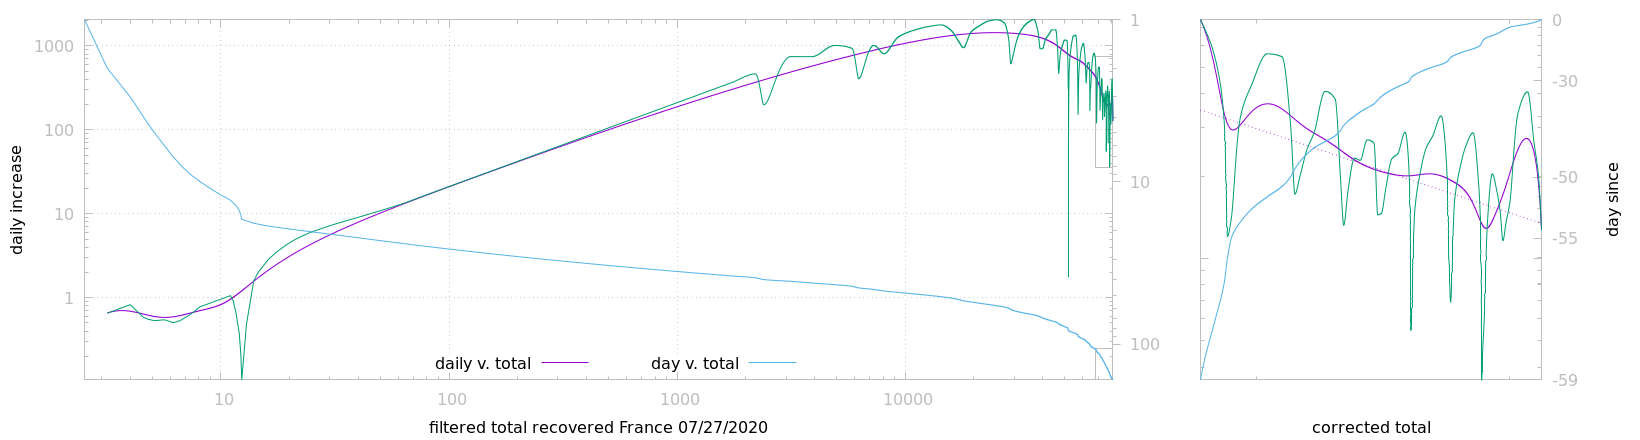 1000
100
10
1
daily increase
10
100
1000
10000
filtered total recovered France 07/27/2020
daily v. total
day v. total
1
10
100
0
-30
-50
-55
-59
day since
corrected total